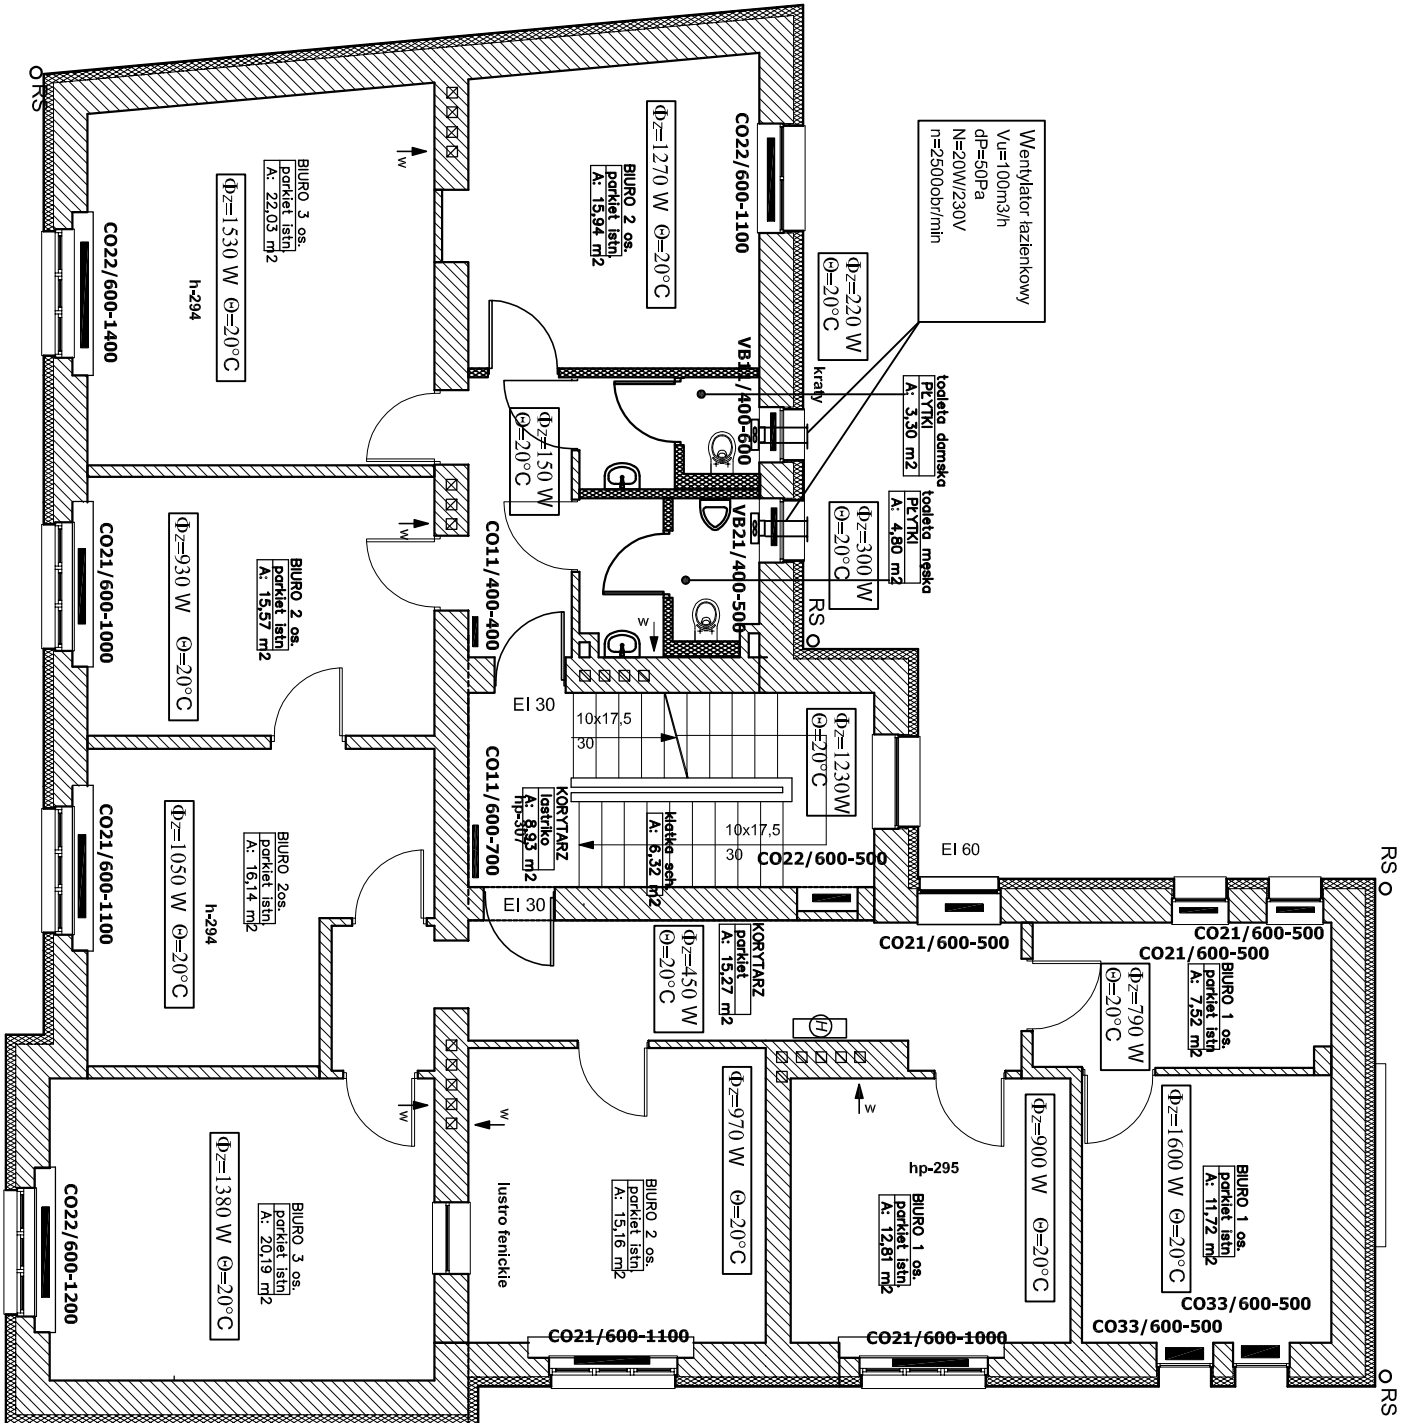 RS
BIURO 3 os.
parkiet istn.
A: 22,03 m2
Φz=1530 W Θ=20°C
h-294
CO22/600-1400
w
Φz=1270 W Θ=20°C
BIURO 2 os.
parkiet istn.
A: 15,94 m2
CO22/600-1100
Wentylator łazienkowy
Vu=100m3/h
dP=50Pa
N=20W/230V
n=2500obr/min
Φz=220 W
Θ=20°C
kraty
VB11/400-600
toaleta damska
PŁYTKI
A: 3,30 m2
toaleta męska
PŁYTKI
A: 4,80 m2
Φz=300 W
Θ=20°C
VB21/400-500
RS
w
Φz=150 W
Θ=20°C
CO11/400-400
w
Φz=930 W Θ=20°C
BIURO 2 os.
parkiet istn
A: 15,57 m2
CO21/600-1000
EI 30
10x17,5
30
Φz=1230W
Θ=20°C
CO11/600-700
KORYTARZ
lastriko
A: 8,93 m2
hp-307
klatka sch.
A: 6,32 m2
10x17,5
30
CO22/600-500
EI 60
EI 30
BIURO 2os.
parkiet istn.
A: 16,14 m2
Φz=1050 W Θ=20°C
h-294
CO21/600-1100
KORYTARZ
parkiet
A: 15,27 m2
Φz=450 W
Θ=20°C
H
CO21/600-500
CO21/600-500
CO21/600-500
RS
BIURO 1 os.
parkiet istn
A: 7,52 m2
Φz=790 W
Θ=20°C
w
w
w
Φz=1380 W Θ=20°C
BIURO 3 os.
parkiet istn.
A: 20,19 m2
CO22/600-1200
lustro fenickie
BIURO 2 os.
parkiet istn.
A: 15,16 m2
Φz=970 W Θ=20°C
CO21/600-1100
hp-295
BIURO 1 os.
parkiet istn.
A: 12,81 m2
Φz=900 W Θ=20°C
CO21/600-1000
Φz=1600 W Θ=20°C
BIURO 1 os.
parkiet istn.
A: 11,72 m2
CO33/600-500
CO33/600-500
RS